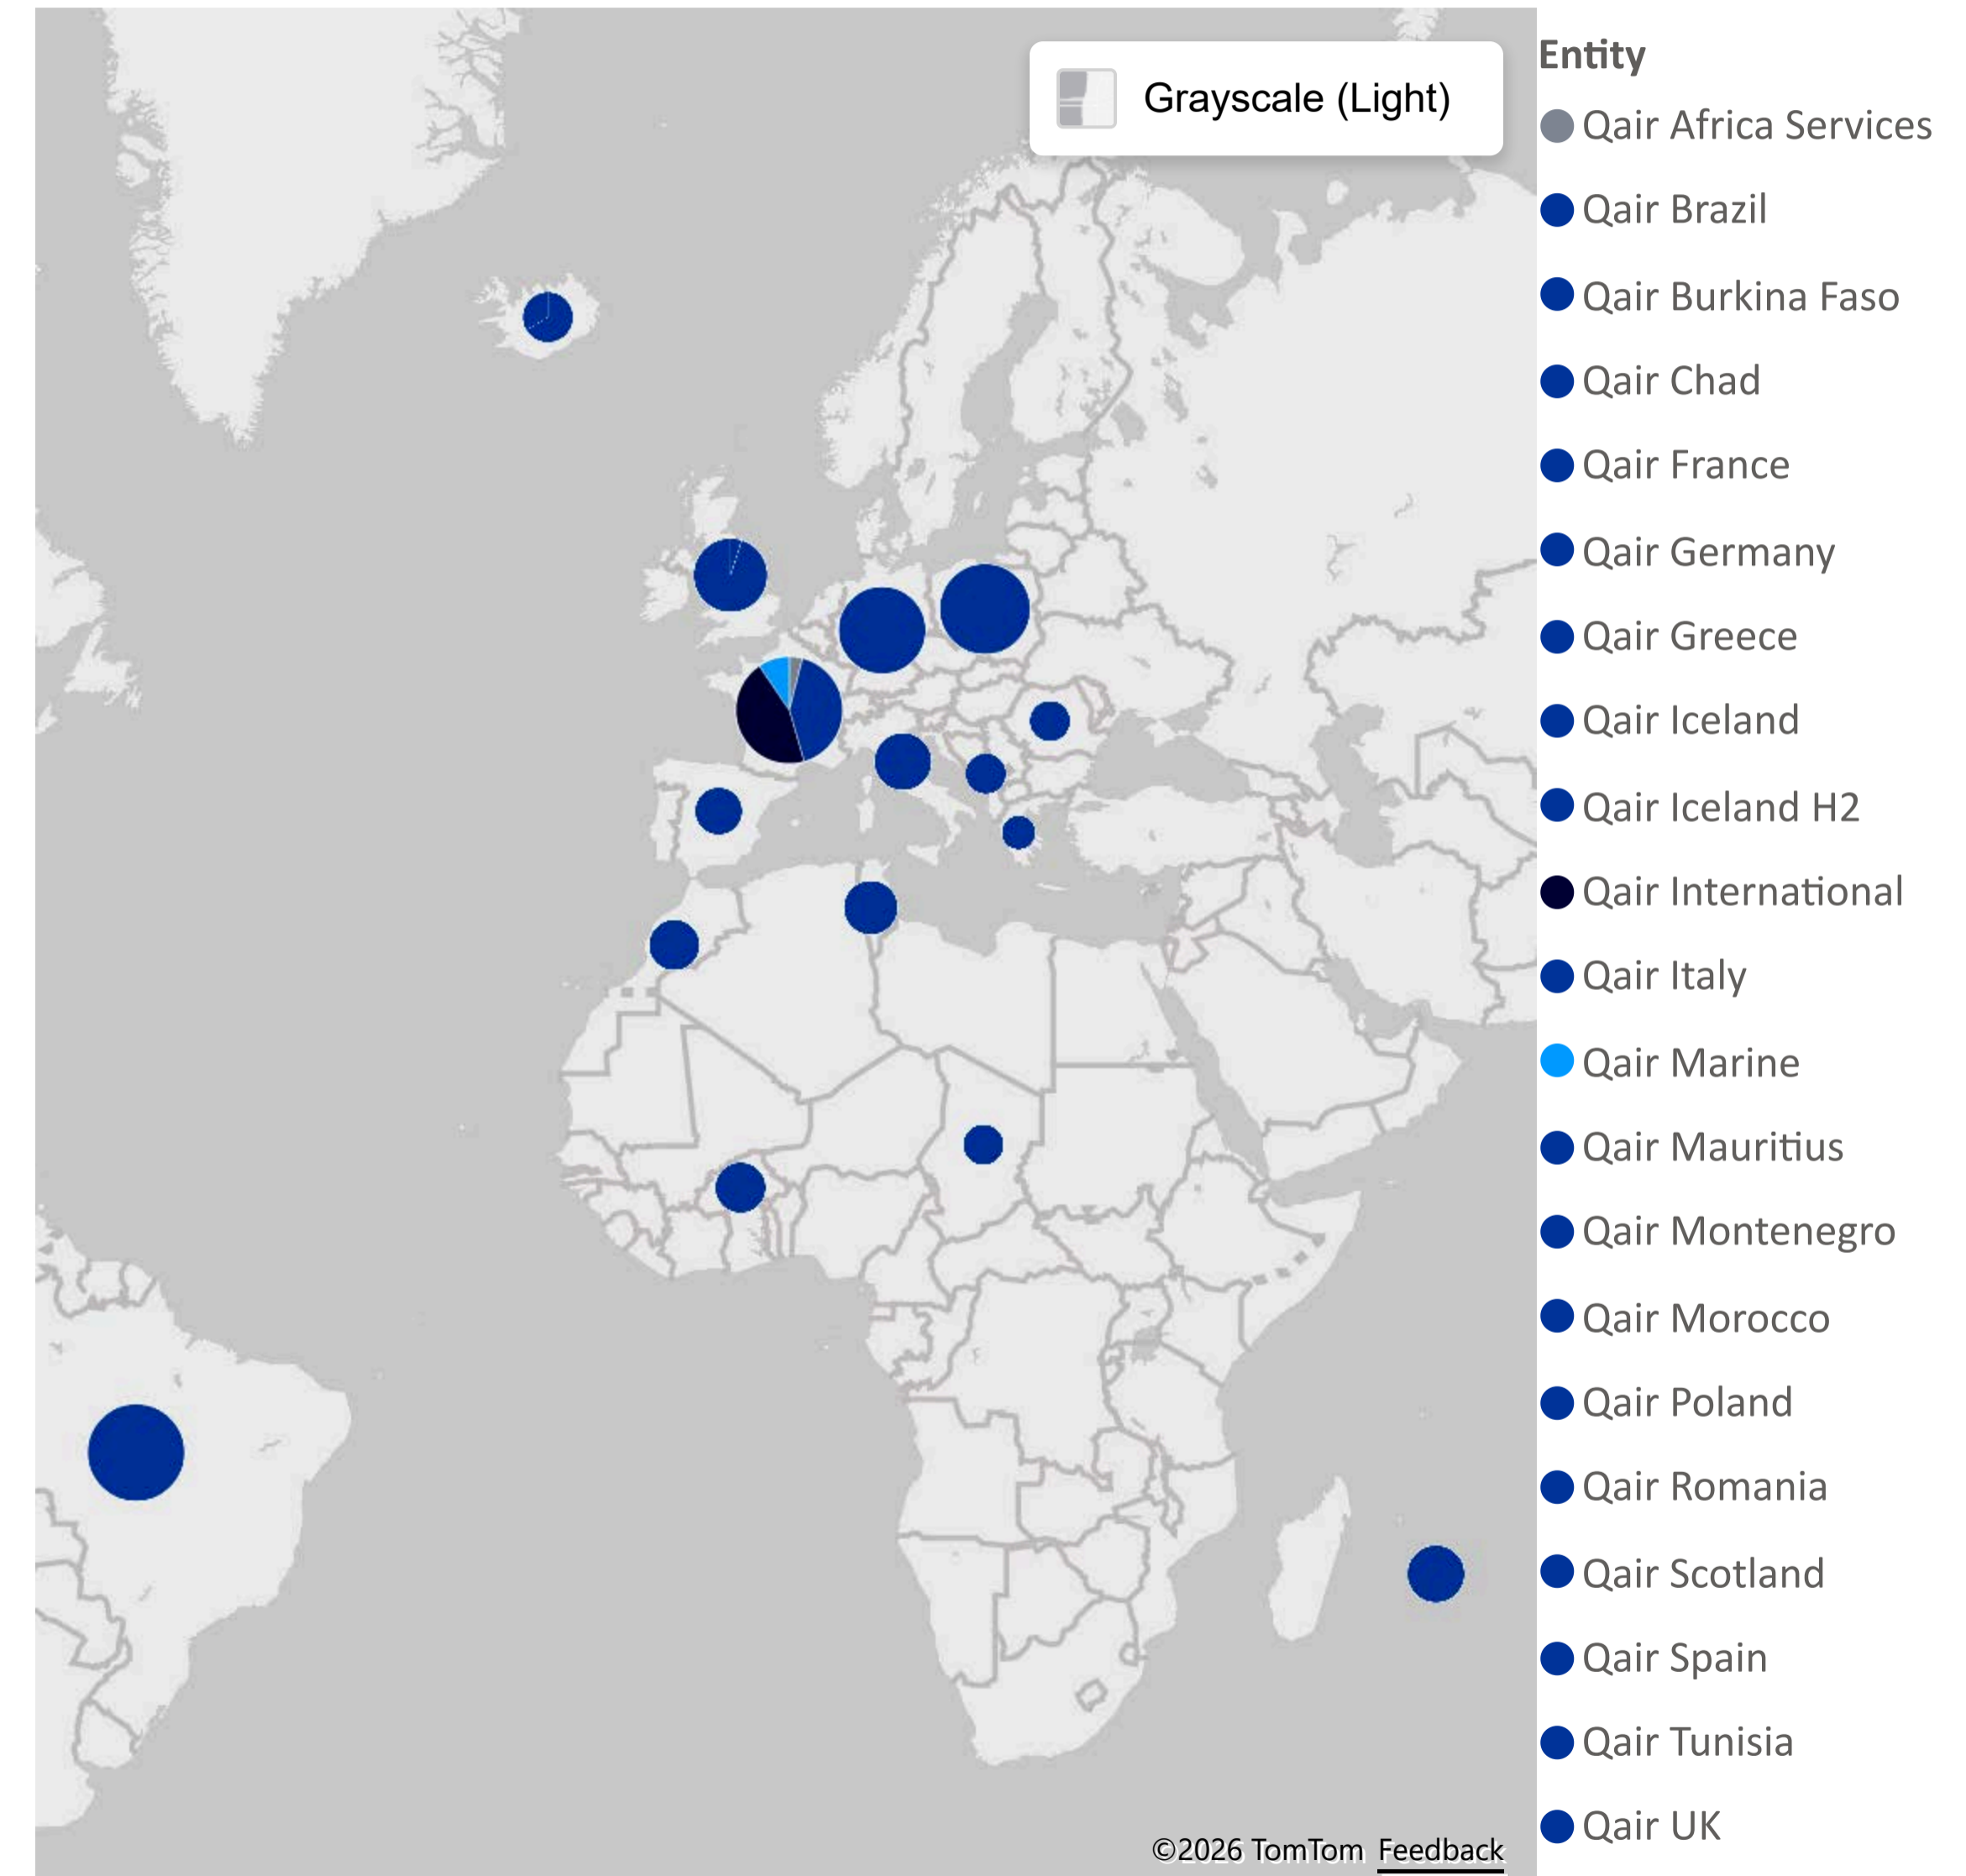 Grayscale (Light)
Entity
Qair Africa Services
Qair Brazil
Qair Burkina Faso
Qair Chad
Qair France
Qair Germany
Qair Greece
Qair Iceland
Qair Iceland H2
Qair International
Qair Italy
Qair Marine
Qair Mauritius
Qair Montenegro
Qair Morocco
Qair Poland
Qair Romania
Qair Scotland
Qair Spain
Qair Tunisia
Qair UK
©2026 TomTom Feedback